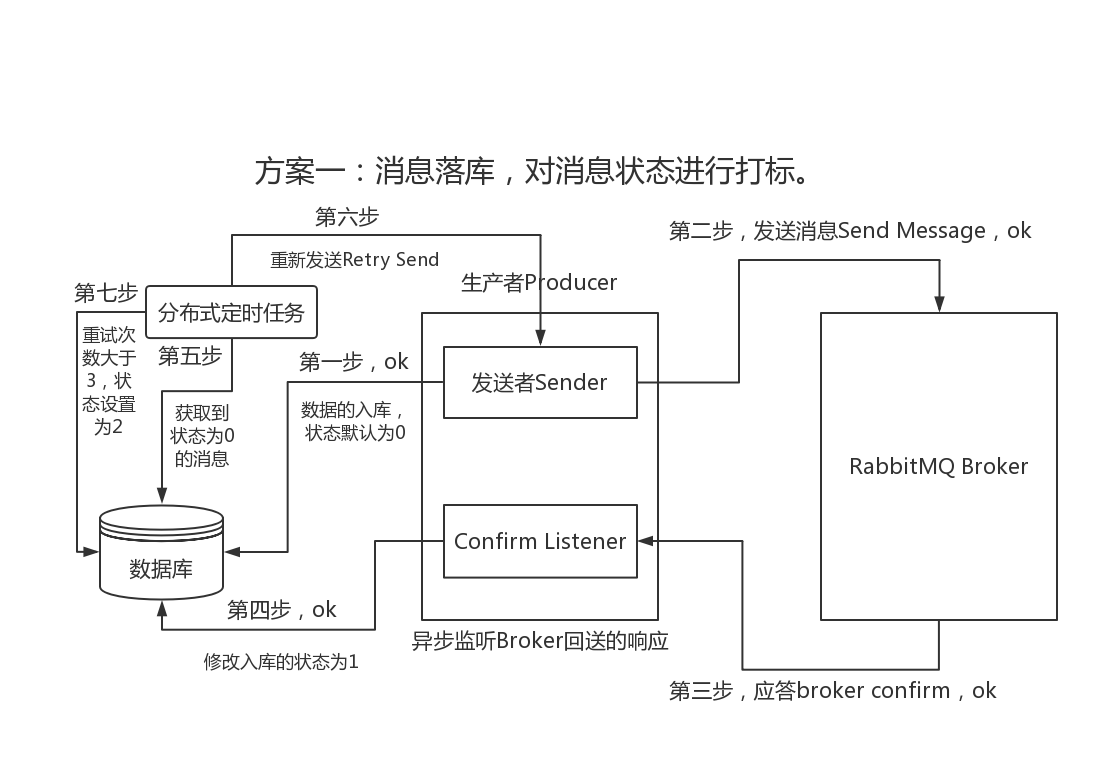 方案一：消息落库，对消息状态进行打标。
第六步
重新发送Retry Send
第二步，发送消息Send Message，ok
生产者Producer
第七步
分布式定时任务
重试次
数大于
3，状
态设置
为2
第五步
获取到
状态为0
的消息
第一步，ok
数据的入库，
状态默认为0
发送者Sender
RabbitMQ Broker
Confirm Listener
数据库
第四步，ok
修改入库的状态为1
异步监听Broker回送的响应
第三步，应答broker confirm，ok